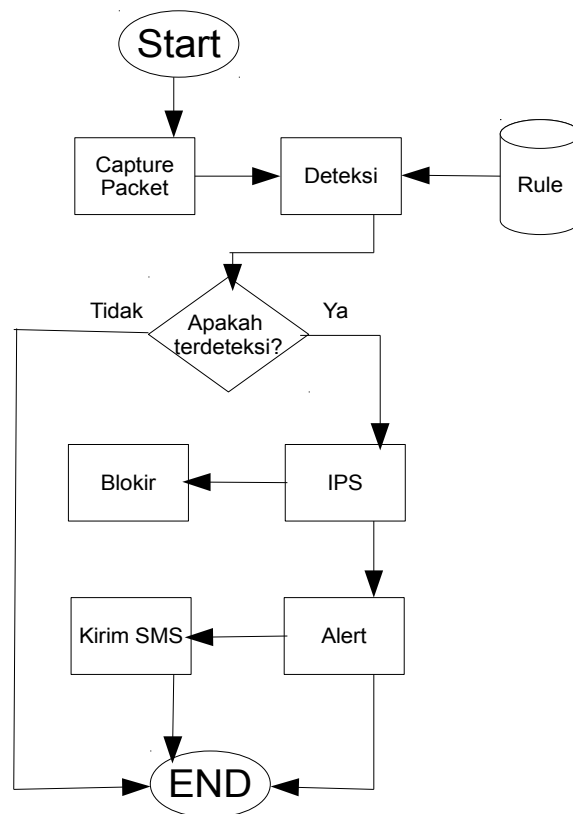 Start
Capture
Packet
Deteksi
Rule
Tidak
Ya
Apakah
terdeteksi?
Blokir
IPS
Kirim SMS
Alert
END